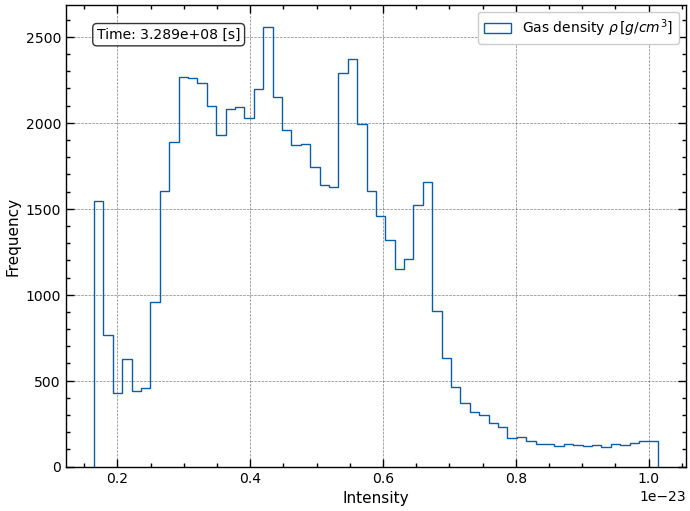 Time: 3.289e+08 [s]
Gas density ρ [g/cm³]
Frequency
2500
2000
1500
1000
500
0
0.2 0.4 0.6 0.8 1.0
1e−23
Intensity